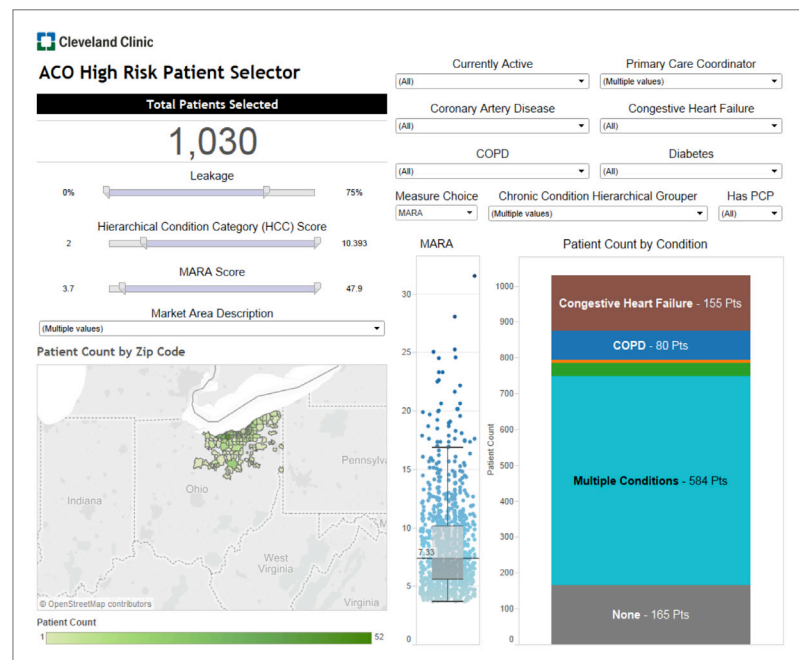 Cleveland Clinic
ACO High Risk Patient Selector
Total Patients Selected
1,030
Leakage
0%
75%
Hierarchical Condition Category (HCC) Score
2
10.393
MARA Score
3.7
47.9
Market Area Description
(Multiple values)
Currently Active
Primary Care Coordinator
(All)
(Multiple values)
Coronary Artery Disease
Congestive Heart Failure
(All)
(All)
COPD
Diabetes
(All)
(All)
Measure Choice
Chronic Condition Hierarchical Grouper
Has PCP
MARA
(Multiple values)
(All)
Patient Count by Zip Code
Indiana
Ohio
Pennsylva
West
Virginia
Virginia
M
© OpenStreetMap contributors
Patient Count
1
52
MARA
30
25
20
15
10
7.33
5
0
Patient Count by Condition
Patient Count
1000
900
800
700
600
500
400
300
200
100
0
Congestive Heart Failure - 155 Pts
COPD - 80 Pts
Multiple Conditions - 584 Pts
None - 165 Pts